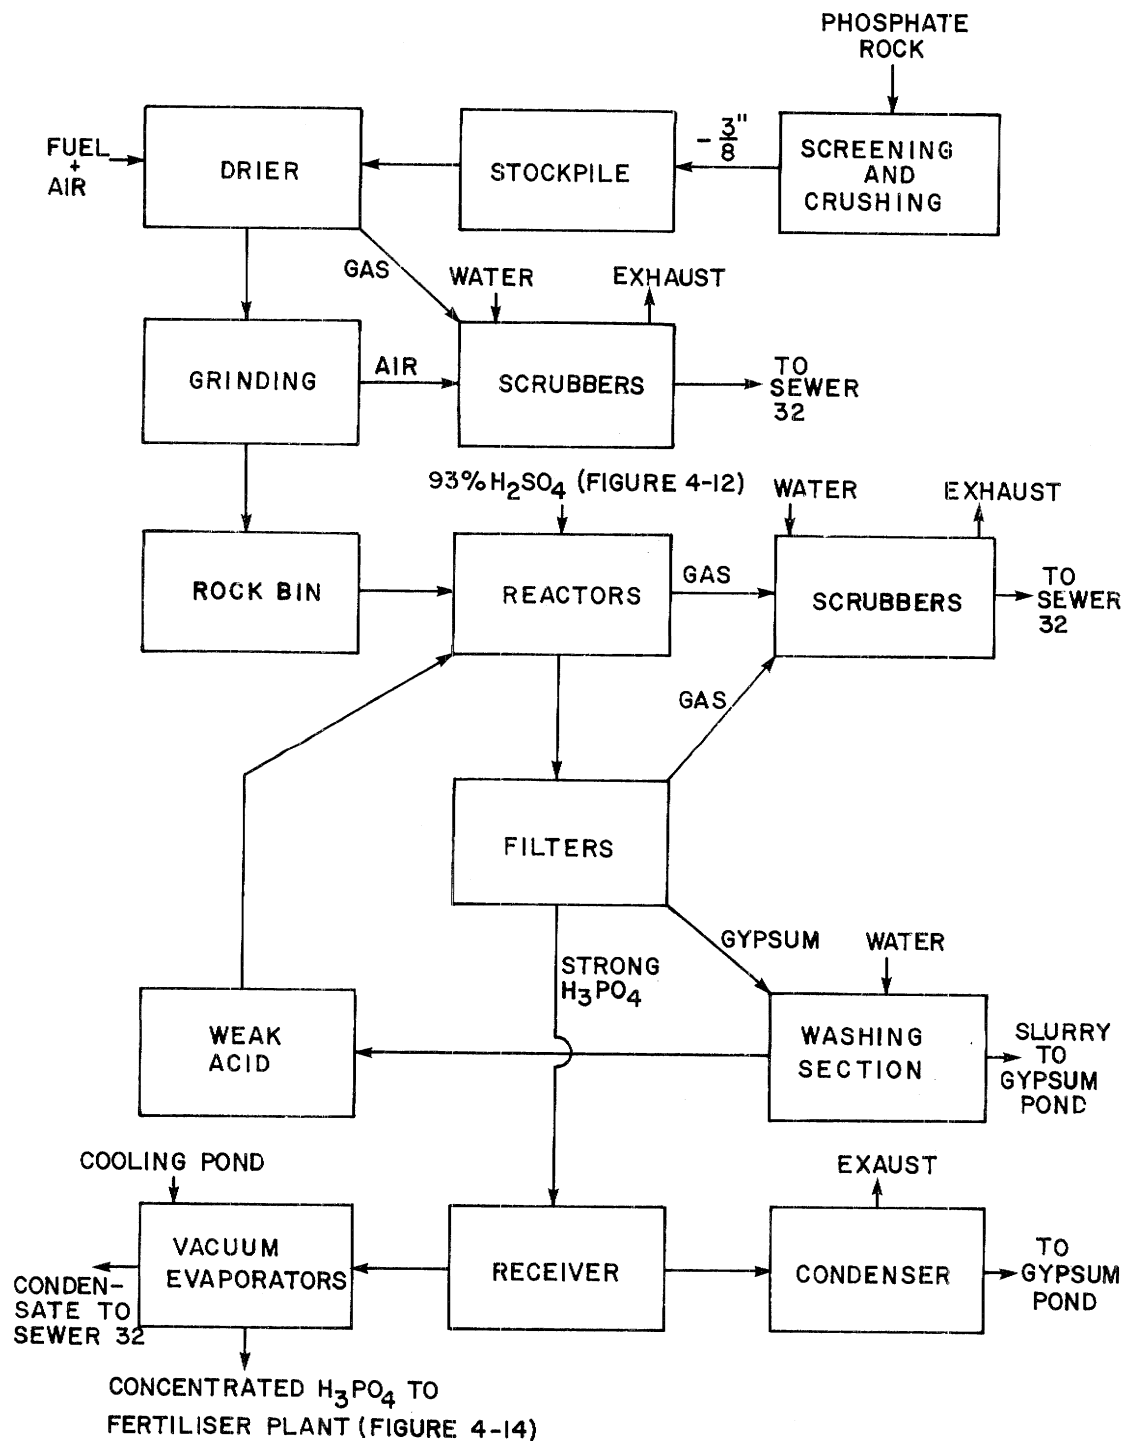 PHOSPHATE
ROCK
FUEL
+
AIR
DRIER
STOCKPILE
- 3"
8
SCREENING
AND
CRUSHING
GAS
WATER
EXHAUST
GRINDING
AIR
SCRUBBERS
TO
SEWER
32
93% H₂SO₄ (FIGURE 4-12)
WATER
EXHAUST
ROCK BIN
REACTORS
GAS
SCRUBBERS
TO
SEWER
32
GAS
FILTERS
GYPSUM
WATER
STRONG
H₃PO₄
WEAK
ACID
WASHING
SECTION
SLURRY
TO
GYPSUM
POND
COOLING POND
EXAUST
VACUUM
EVAPORATORS
RECEIVER
CONDENSER
TO
GYPSUM
POND
CONDEN-
SATE TO
SEWER 32
CONCENTRATED H₃PO₄ TO
FERTILISER PLANT (FIGURE 4-14)